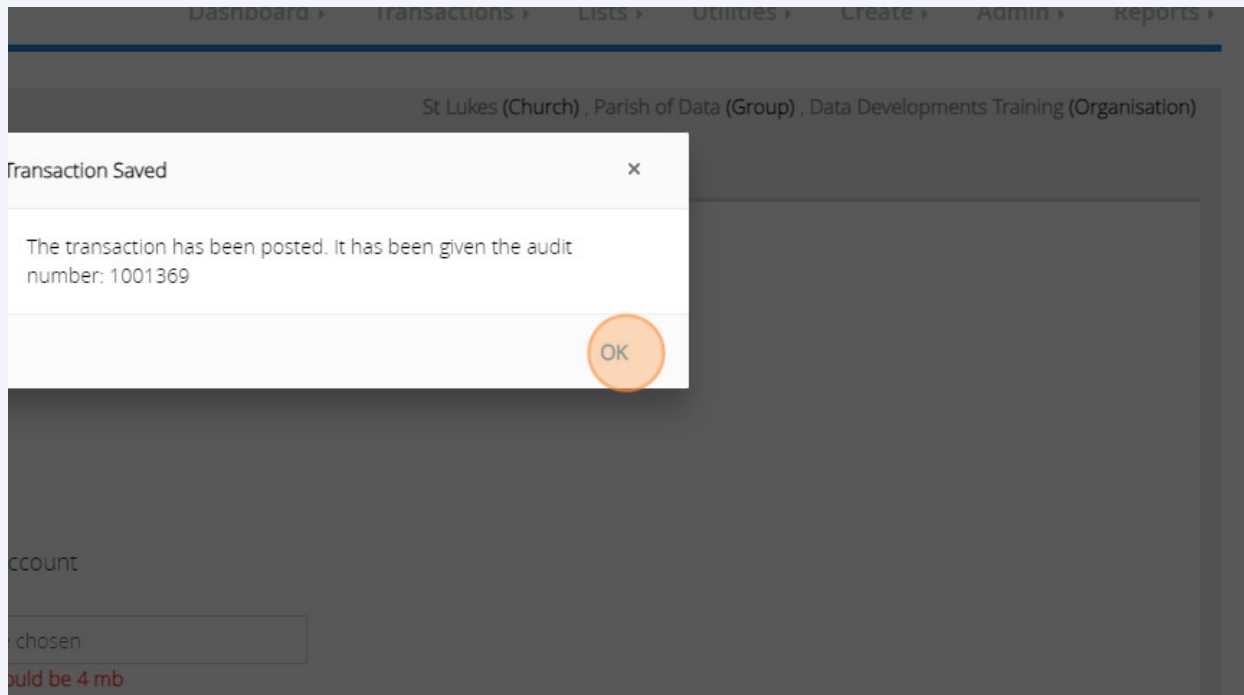 Dashboard Transactions Lists Utilities Create Admin Reports
St Lukes (Church) , Parish of Data (Group) , Data Developments Training (Organisation)
Transaction Saved ×
The transaction has been posted. It has been given the audit
number: 1001369
OK
ccount
chosen
ould be 4 mb